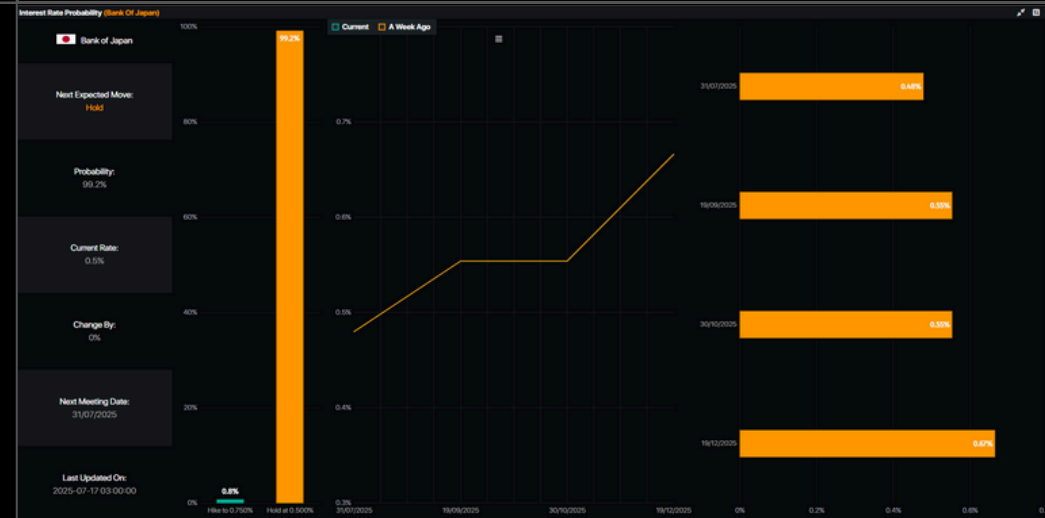 Interest Rate Probability (Bank Of Japan)
Bank of Japan
Next Expected Move:
Hold
Probability:
99.2%
Current Rate:
0.5%
Change By:
0%
Next Meeting Date:
31/07/2025
Last Updated On:
2025-07-17 03:00:00
100%
80%
60%
40%
20%
0%
99.2%
0.8%
Hike to 0.750% Hold at 0.500%
Current A Week Ago
0.7%
0.6%
0.5%
0.4%
0.3%
31/07/2025 19/09/2025 30/10/2025 19/12/2025
31/07/2025 0.48%
19/09/2025 0.55%
30/10/2025 0.55%
19/12/2025 0.67%
0% 0.2% 0.4% 0.6%